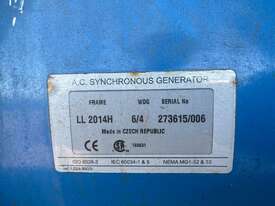 A.C. SYNCHRONOUS GENERATOR
FRAME WDG SERIAL No
LL 2014H 6/4 273615/006
Made in CZECH REPUBLIC
CE
ISO 8528-3 IEC 60034-1 & 5 NEMA MG1-32 & 33